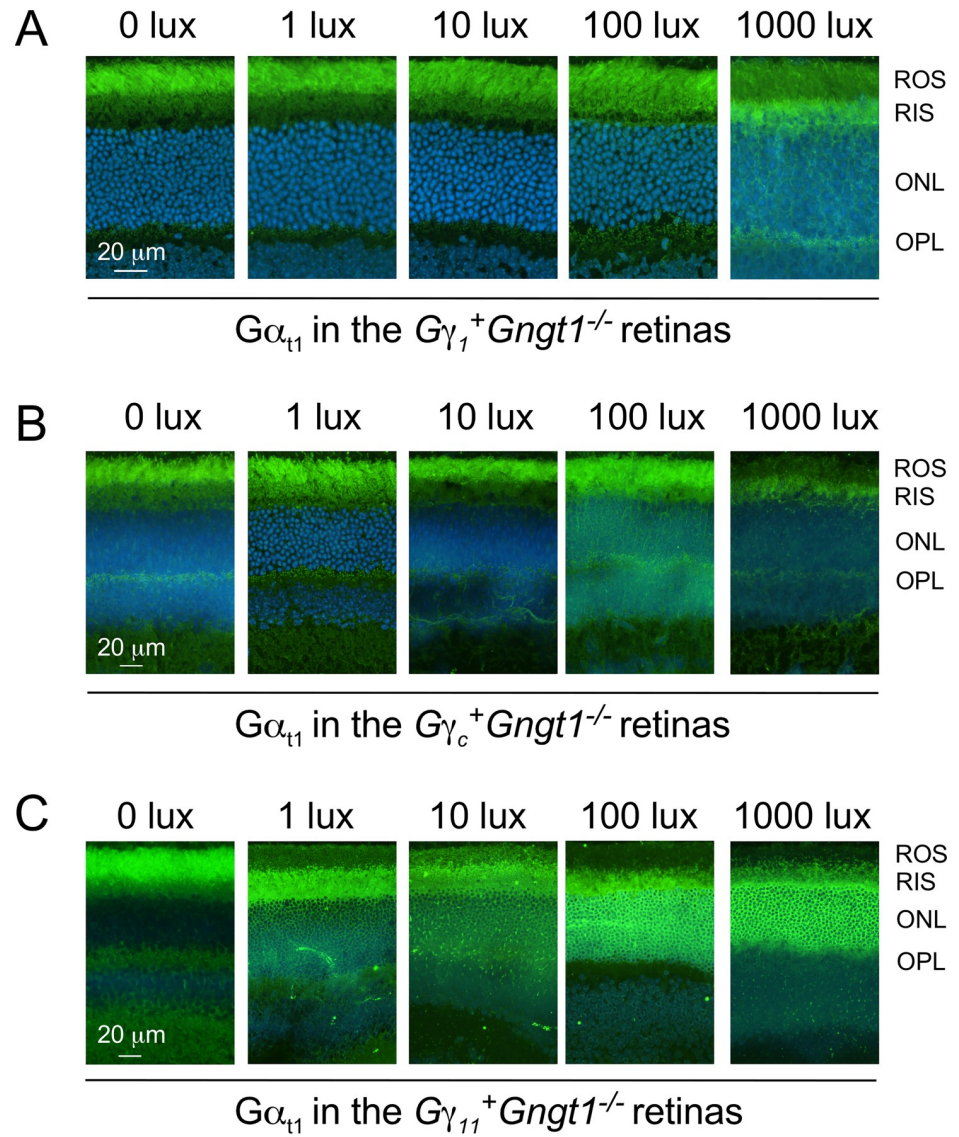 A
0 lux 1 lux 10 lux 100 lux 1000 lux
ROS
RIS
ONL
OPL
20 μm
Gαt1 in the Gγ1+Gngt1-/- retinas
B
0 lux 1 lux 10 lux 100 lux 1000 lux
ROS
RIS
ONL
OPL
20 μm
Gαt1 in the Gγc+Gngt1-/- retinas
C
0 lux 1 lux 10 lux 100 lux 1000 lux
ROS
RIS
ONL
OPL
20 μm
Gαt1 in the Gγ11+Gngt1-/- retinas